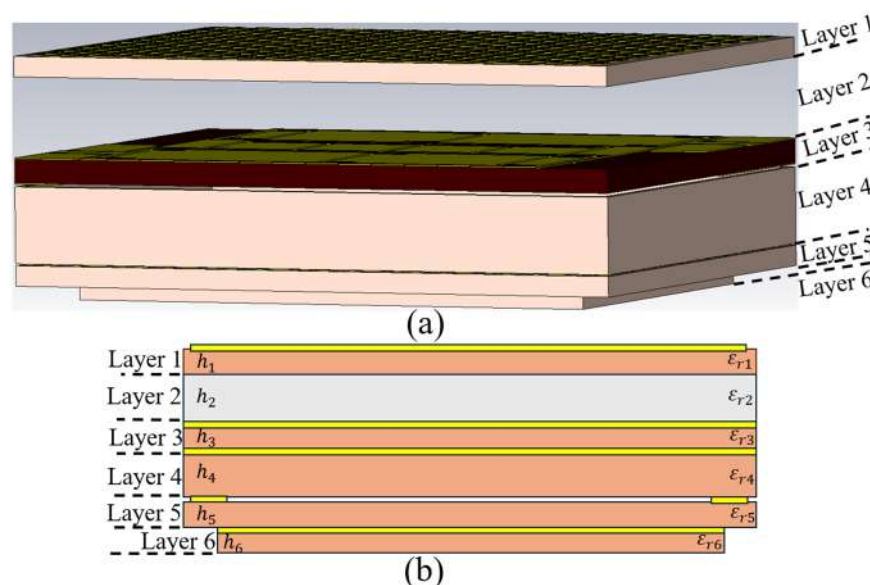 Layer 1
Layer 2
Layer 3
Layer 4
Layer 5
Layer 6
(a)
Layer 1 h₁ εr1
Layer 2 h₂ εr2
Layer 3 h₃ εr3
Layer 4 h₄ εr4
Layer 5 h₅ εr5
Layer 6 h₆ εr6
(b)